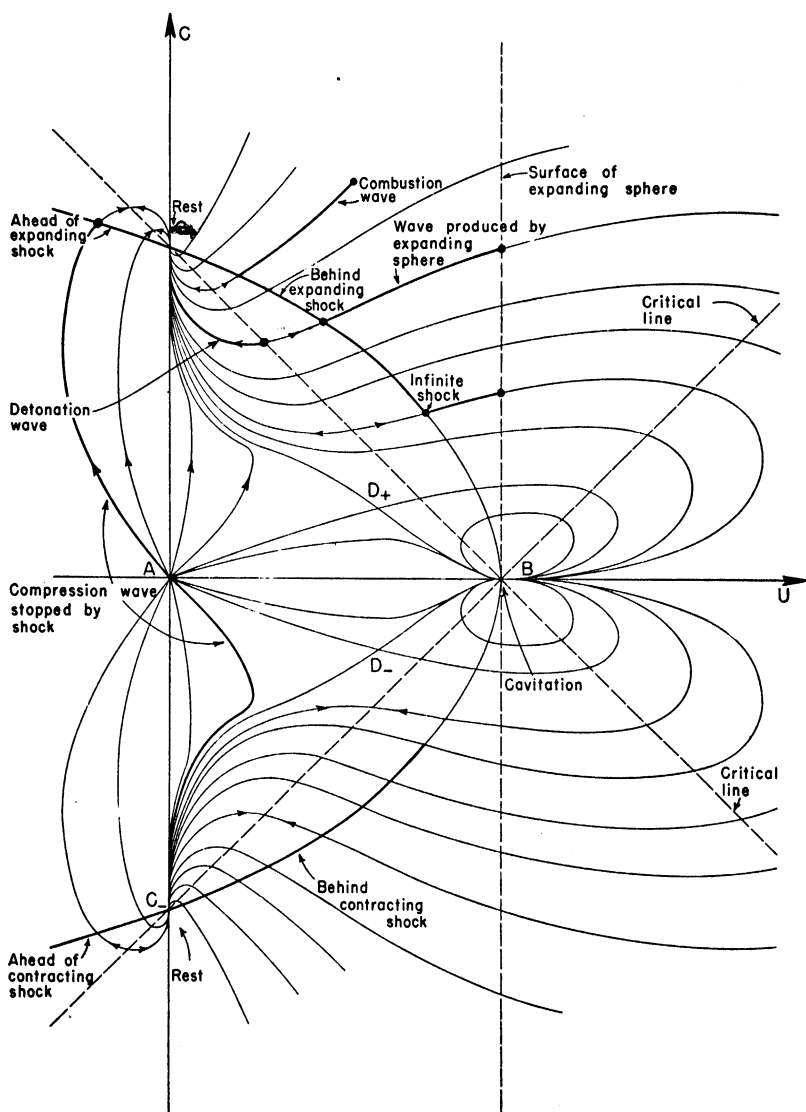 C
Rest
Combustion
wave
Surface of
expanding sphere
Ahead of
expanding
shock
Wave produced by
expanding
sphere
Behind
expanding
shock
Critical
line
Infinite
shock
Detonation
wave
D+
A
B
U
Compression wave
stopped by
shock
D−
Cavitation
Critical
line
C−
Behind
contracting
shock
Ahead of
contracting
shock
Rest